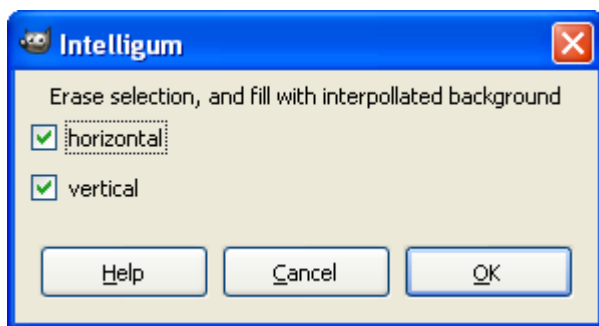 Intelligum
Erase selection, and fill with interpollated background
horizontal
vertical
Help Cancel OK